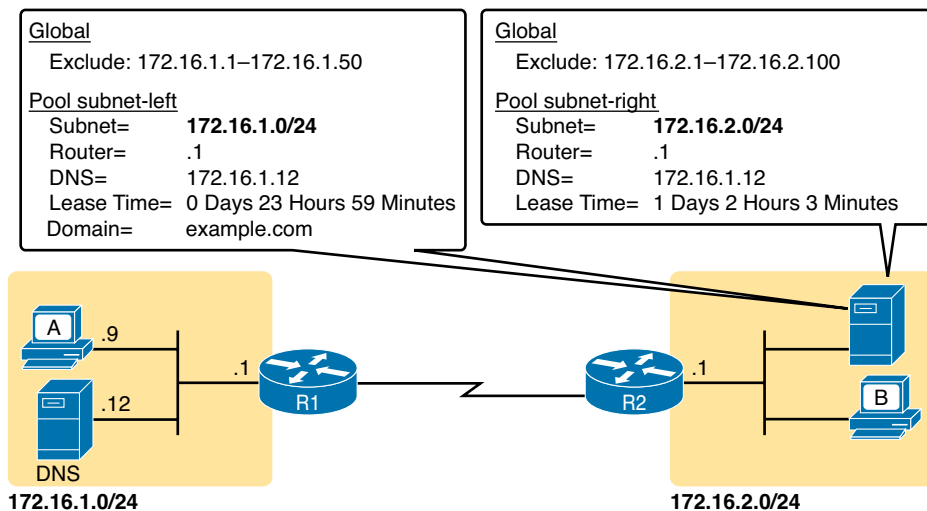 Global
Exclude: 172.16.1.1–172.16.1.50
Pool subnet-left
Subnet= 172.16.1.0/24
Router= .1
DNS= 172.16.1.12
Lease Time= 0 Days 23 Hours 59 Minutes
Domain= example.com
Global
Exclude: 172.16.2.1–172.16.2.100
Pool subnet-right
Subnet= 172.16.2.0/24
Router= .1
DNS= 172.16.1.12
Lease Time= 1 Days 2 Hours 3 Minutes
A
.9
.12
DNS
.1
R1
R2
.1
B
172.16.1.0/24
172.16.2.0/24